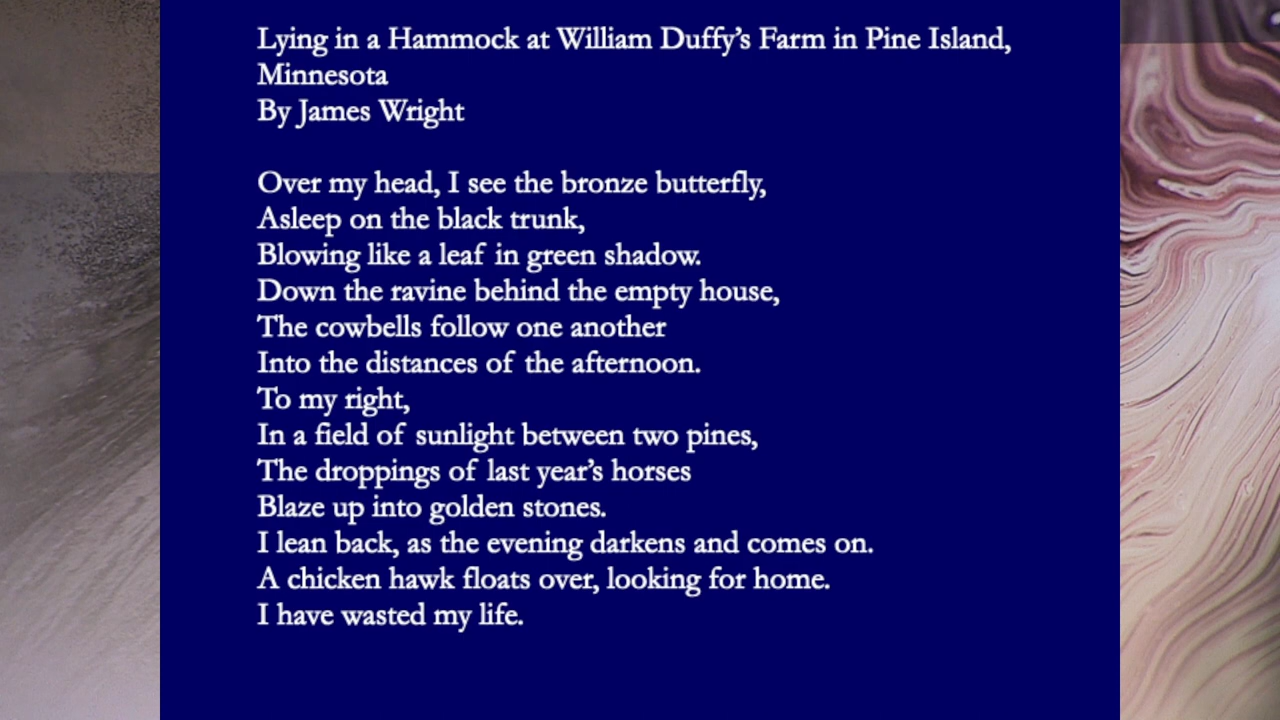 Lying in a Hammock at William Duffy’s Farm in Pine Island,
Minnesota
By James Wright
Over my head, I see the bronze butterfly,
Asleep on the black trunk,
Blowing like a leaf in green shadow.
Down the ravine behind the empty house,
The cowbells follow one another
Into the distances of the afternoon.
To my right,
In a field of sunlight between two pines,
The droppings of last year’s horses
Blaze up into golden stones.
I lean back, as the evening darkens and comes on.
A chicken hawk floats over, looking for home.
I have wasted my life.